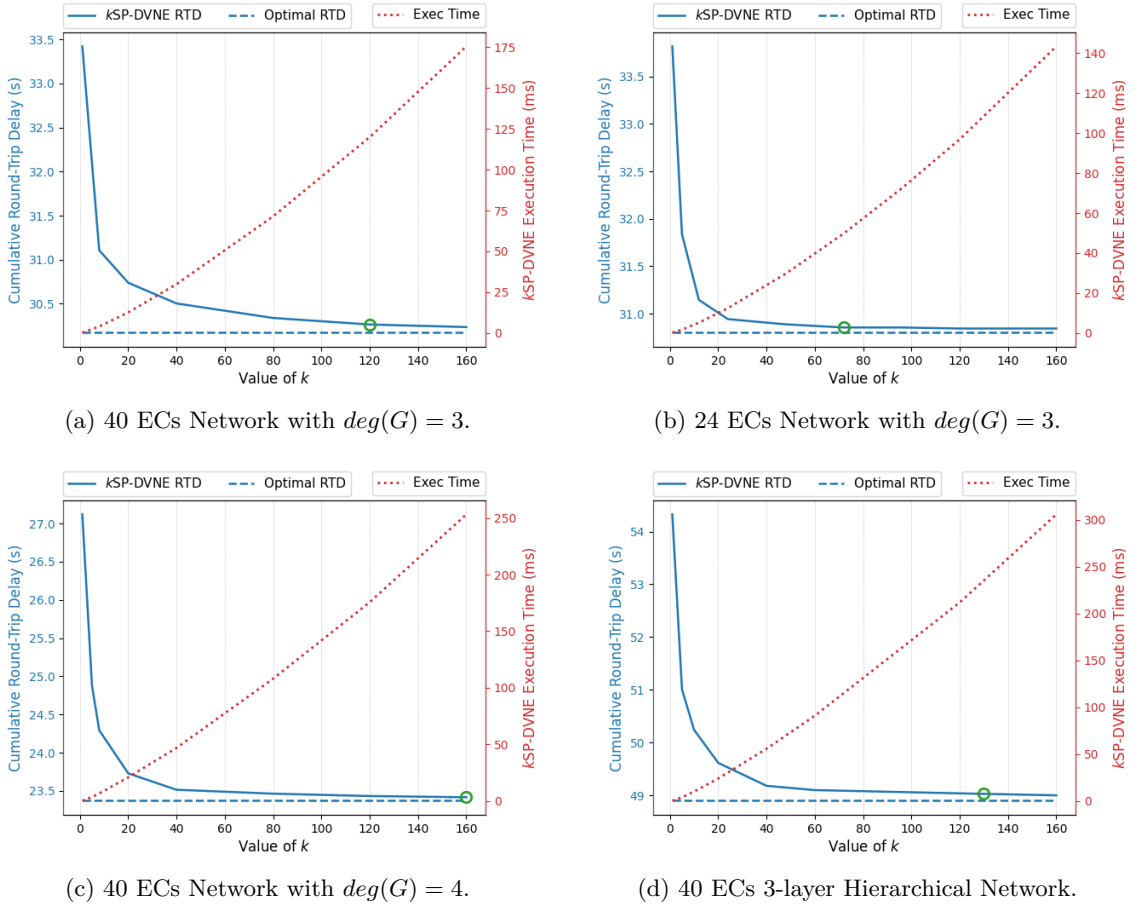 kSP-DVNE RTD Optimal RTD Exec Time
33.5
33.0
32.5
32.0
31.5
31.0
30.5
Cumulative Round-Trip Delay (s)
175
150
125
100
75
50
25
0
kSP-DVNE Execution Time (ms)
0 20 40 60 80 100 120 140 160
Value of k
(a) 40 ECs Network with deg(G) = 3.
kSP-DVNE RTD Optimal RTD Exec Time
33.5
33.0
32.5
32.0
31.5
31.0
Cumulative Round-Trip Delay (s)
140
120
100
80
60
40
20
0
kSP-DVNE Execution Time (ms)
0 20 40 60 80 100 120 140 160
Value of k
(b) 24 ECs Network with deg(G) = 3.
kSP-DVNE RTD Optimal RTD Exec Time
27.0
26.5
26.0
25.5
25.0
24.5
24.0
23.5
Cumulative Round-Trip Delay (s)
250
200
150
100
50
0
kSP-DVNE Execution Time (ms)
0 20 40 60 80 100 120 140 160
Value of k
(c) 40 ECs Network with deg(G) = 4.
kSP-DVNE RTD Optimal RTD Exec Time
54
53
52
51
50
49
Cumulative Round-Trip Delay (s)
300
250
200
150
100
50
0
kSP-DVNE Execution Time (ms)
0 20 40 60 80 100 120 140 160
Value of k
(d) 40 ECs 3-layer Hierarchical Network.